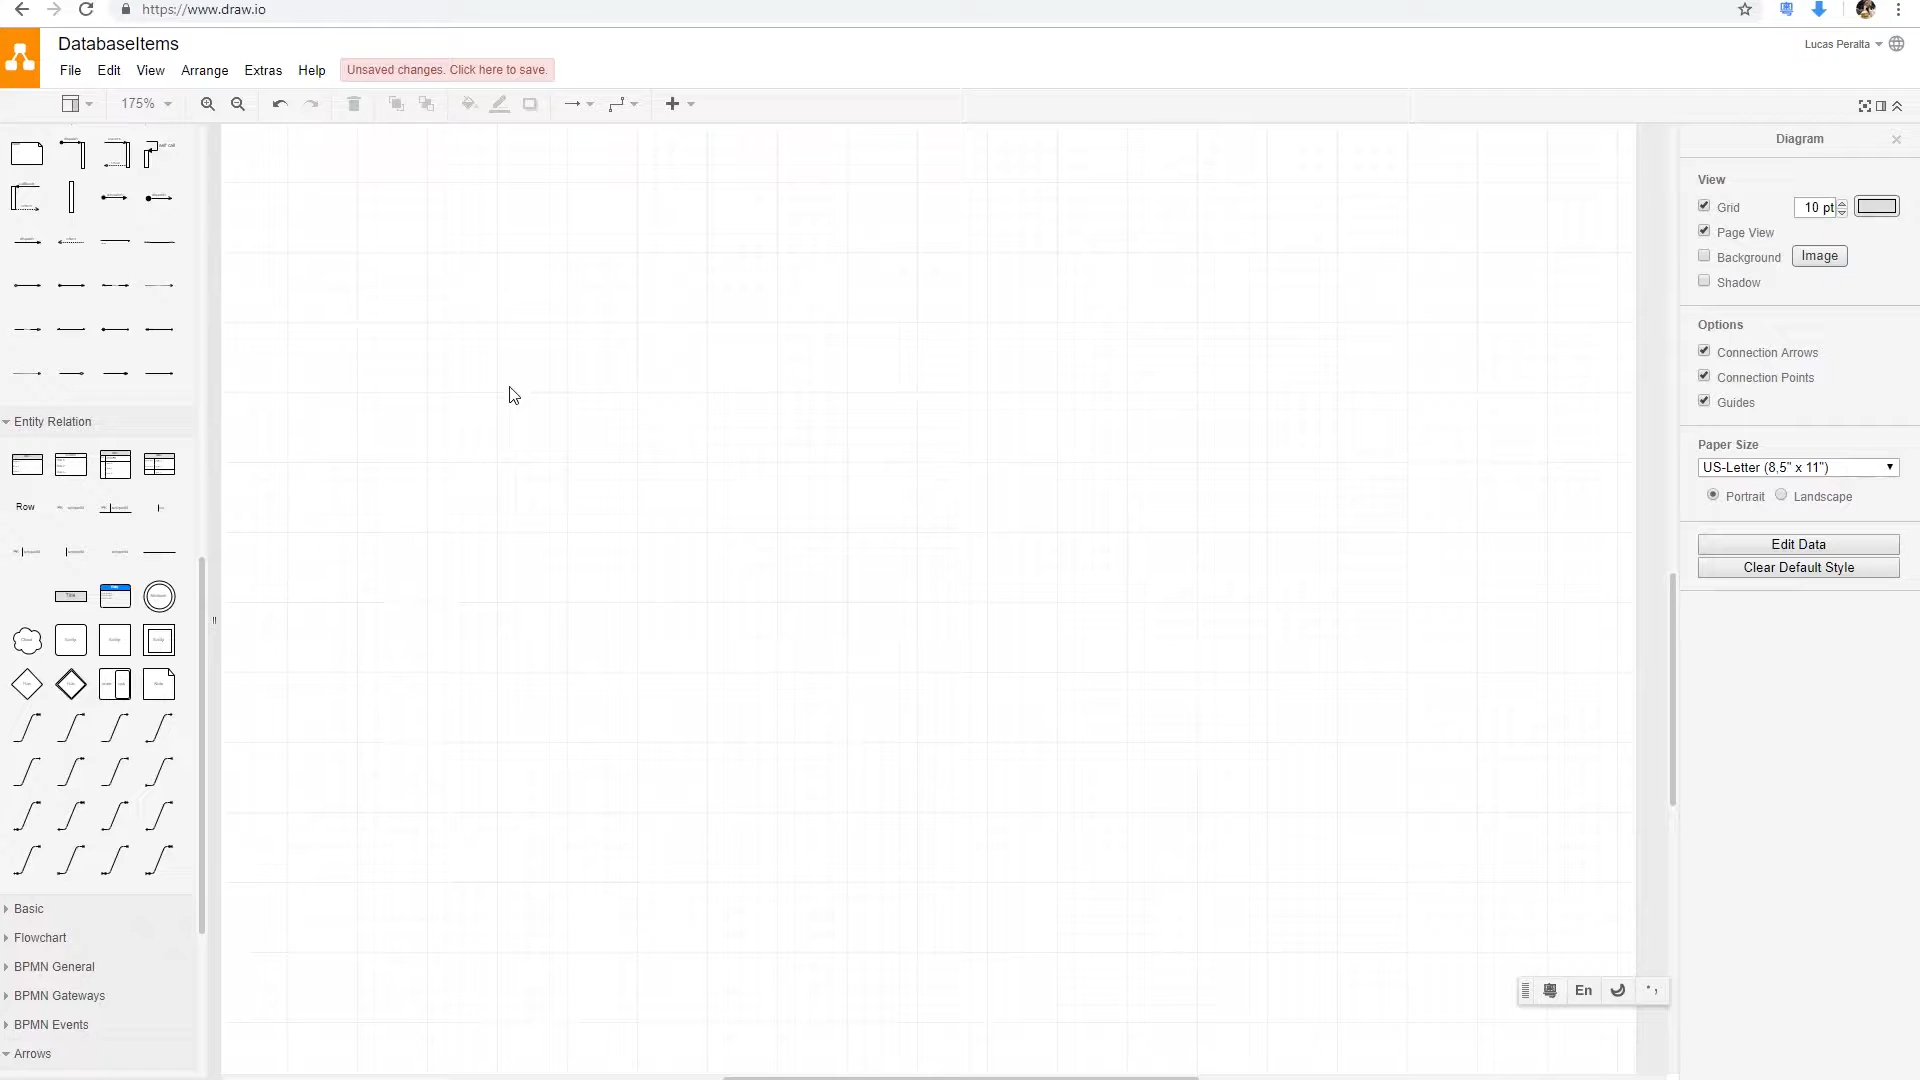 https://www.draw.io
DatabaseItems
Lucas Peralta
File Edit View Arrange Extras Help
Unsaved changes. Click here to save.
175%
Diagram
View
Grid 10 pt
Page View
Background Image
Shadow
Options
Connection Arrows
Connection Points
Guides
Paper Size
US-Letter (8,5" x 11")
Portrait Landscape
Edit Data
Clear Default Style
Entity Relation
Row
Title
Basic
Flowchart
BPMN General
BPMN Gateways
BPMN Events
Arrows
En